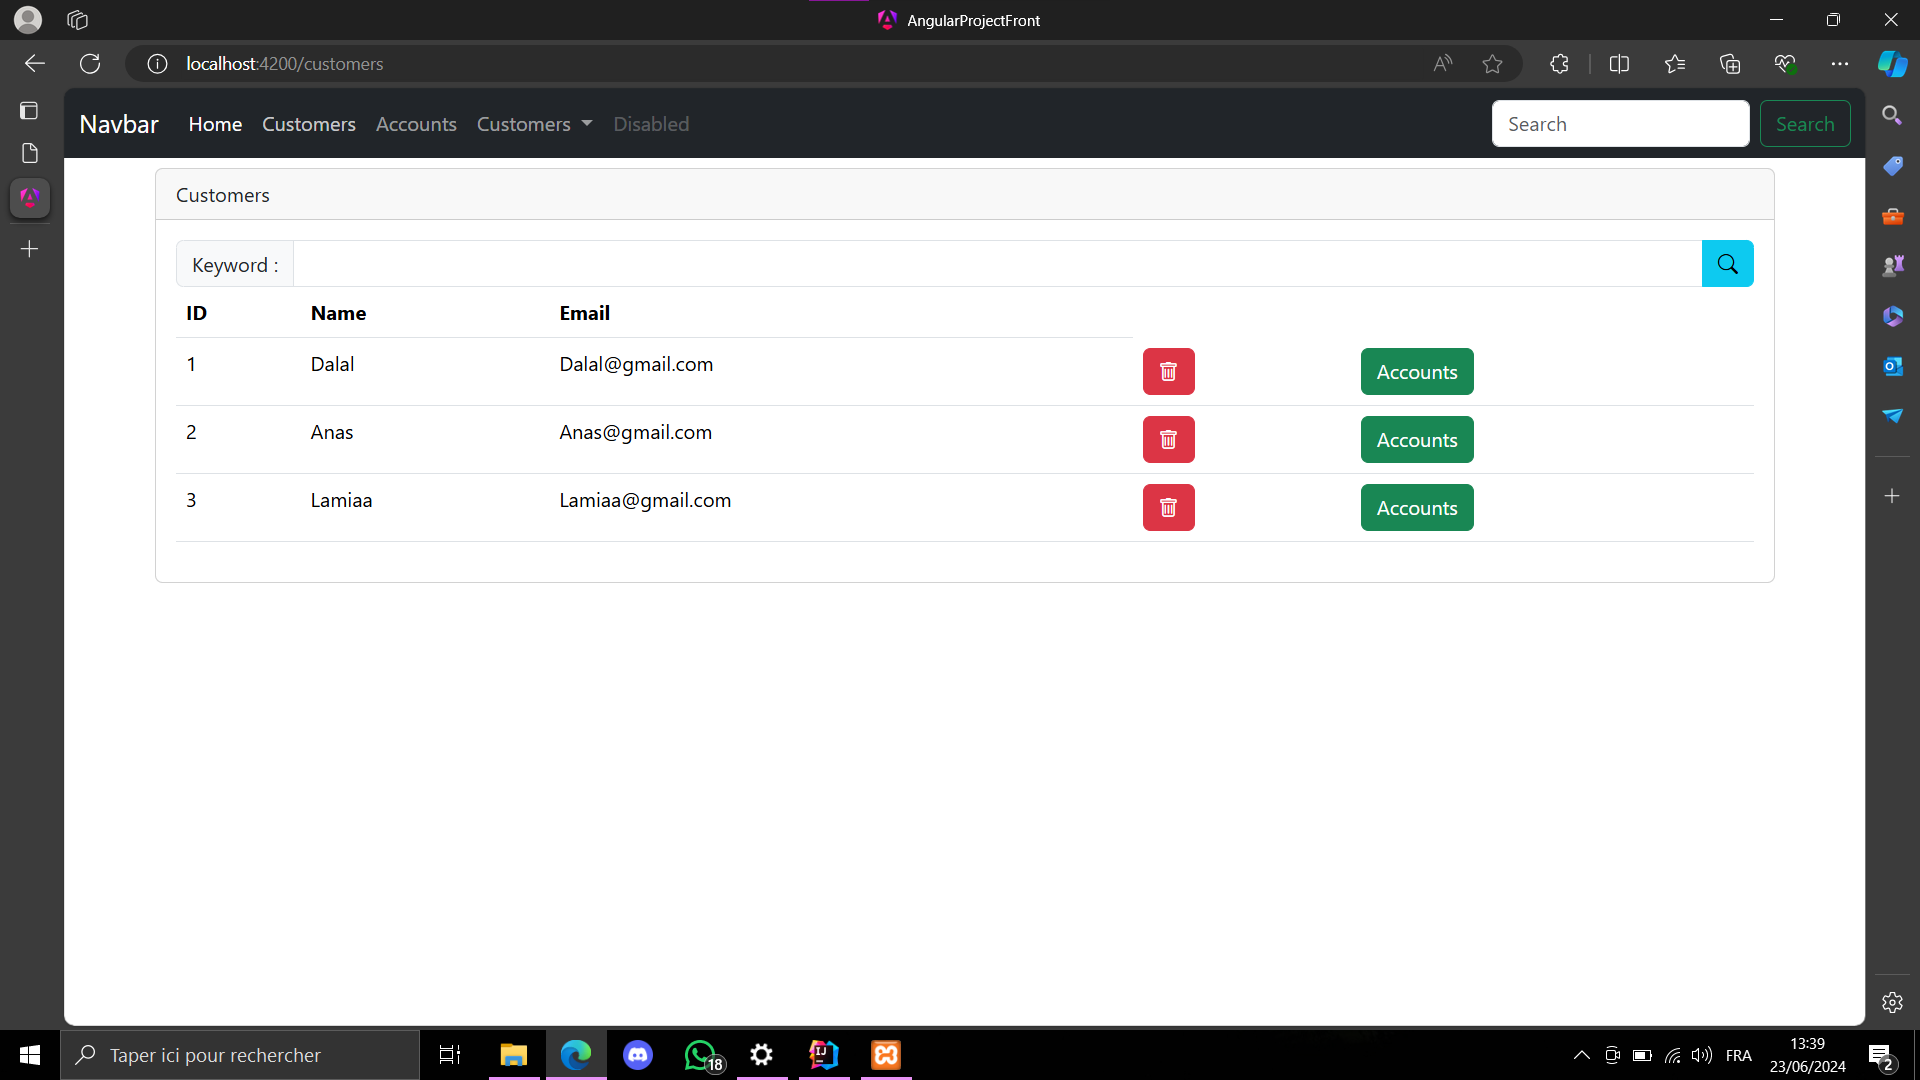 AngularProjectFront
localhost:4200/customers
Navbar Home Customers Accounts Customers Disabled Search Search
Customers
Keyword :
ID Name Email
1 Dalal Dalal@gmail.com Accounts
2 Anas Anas@gmail.com Accounts
3 Lamiaa Lamiaa@gmail.com Accounts
Taper ici pour rechercher
18
IJ
FRA
13:39
23/06/2024
2